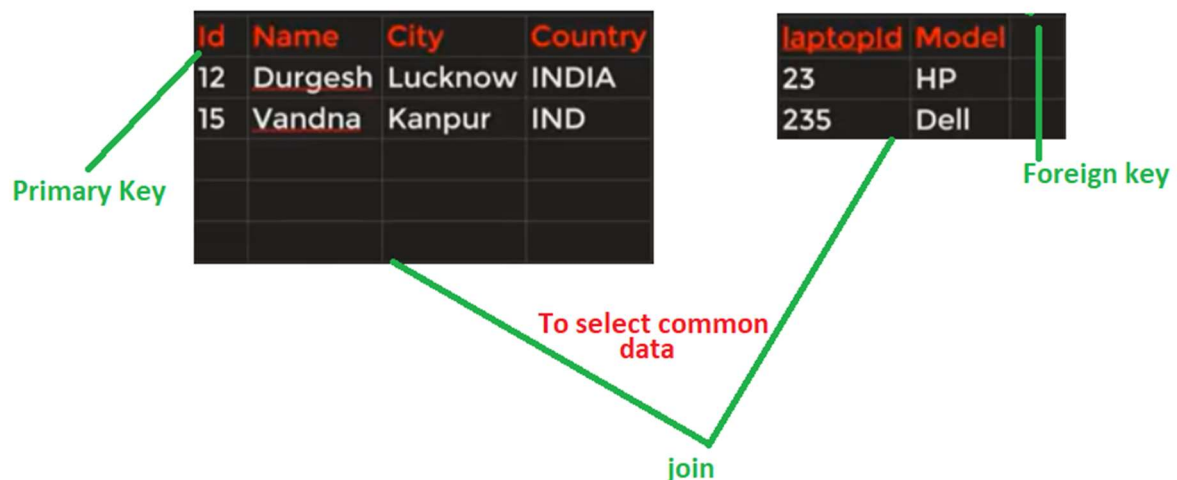 Id Name City Country
12 Durgesh Lucknow INDIA
15 Vandna Kanpur IND
laptopId Model
23 HP
235 Dell
Primary Key
Foreign key
To select common
data
join